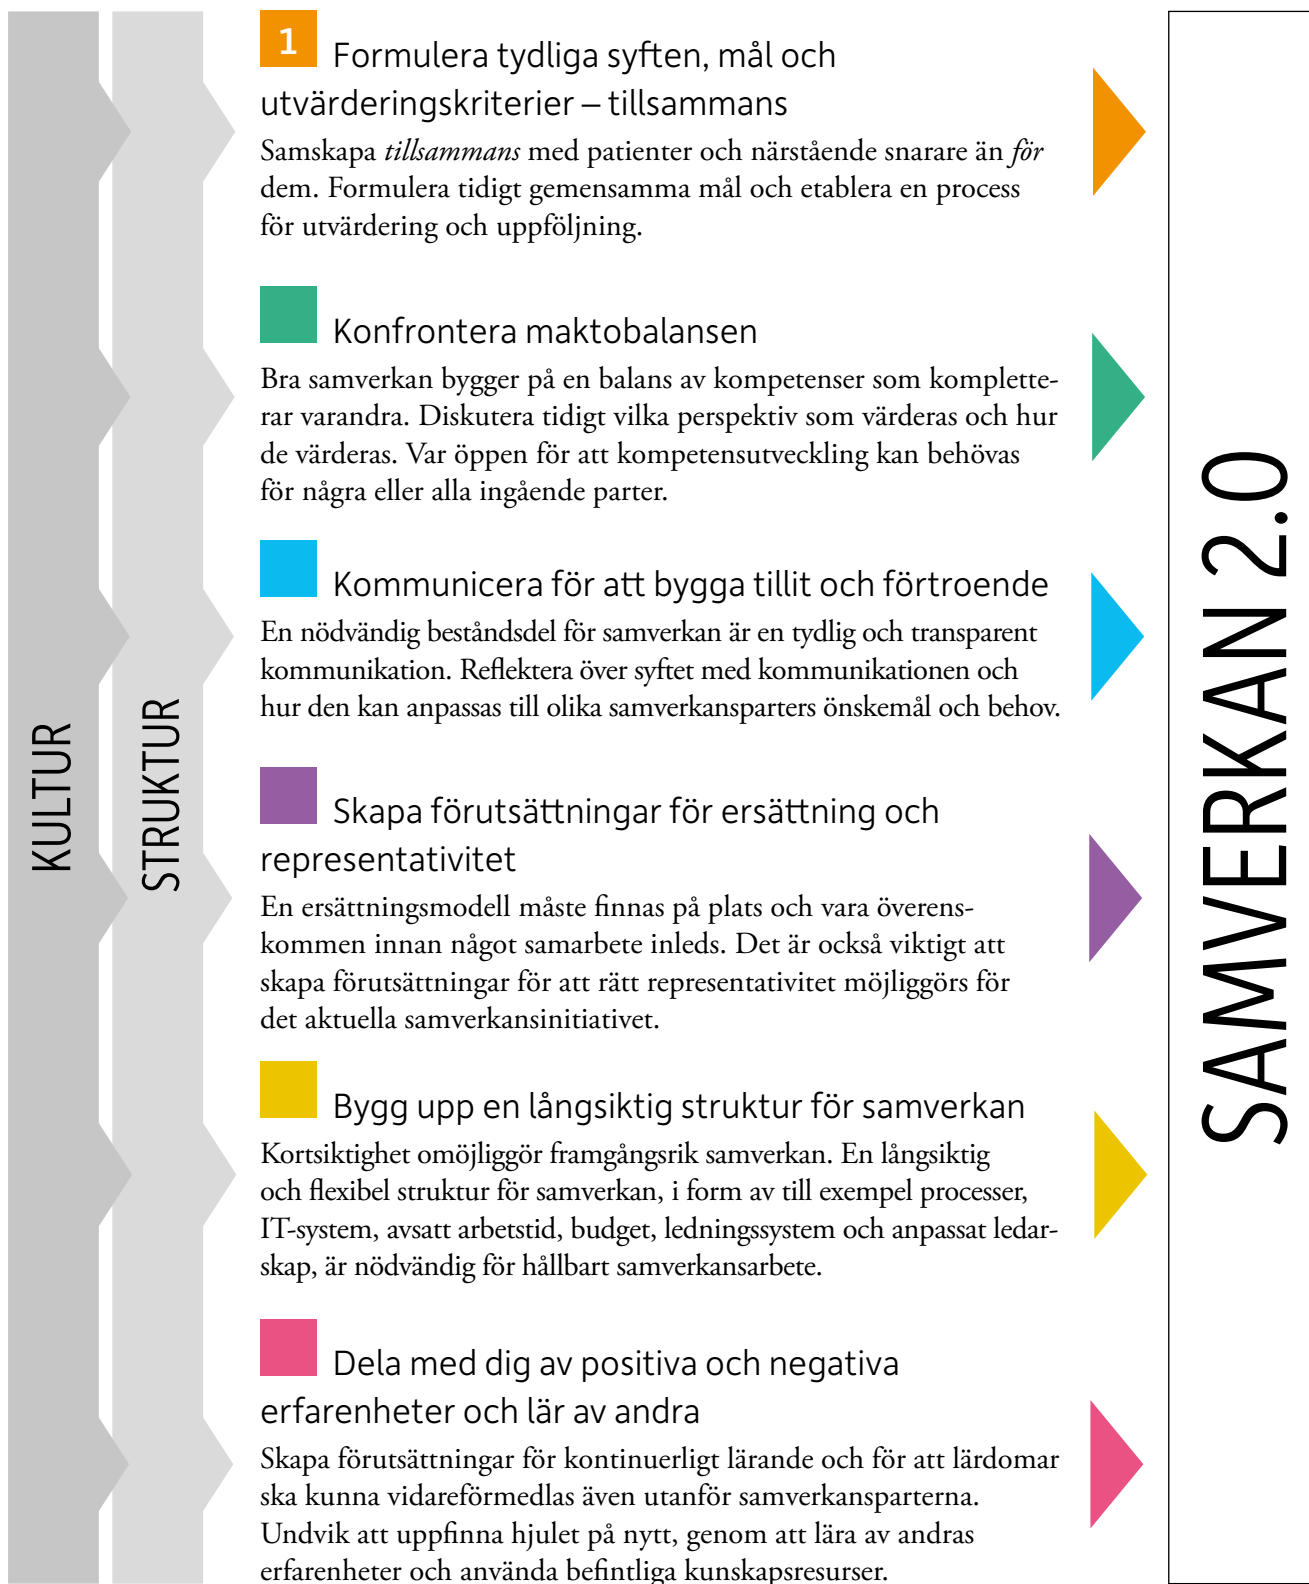 KULTUR
STRUKTUR
1 Formulera tydliga syften, mål och
utvärderingskriterier – tillsammans
Samskapa tillsammans med patienter och närstående snarare än för
dem. Formulera tidigt gemensamma mål och etablera en process
för utvärdering och uppföljning.
Konfrontera maktobalansen
Bra samverkan bygger på en balans av kompetenser som komplette-
rar varandra. Diskutera tidigt vilka perspektiv som värderas och hur
de värderas. Var öppen för att kompetensutveckling kan behövas
för några eller alla ingående parter.
Kommunicera för att bygga tillit och förtroende
En nödvändig beståndsdel för samverkan är en tydlig och transparent
kommunikation. Reflektera över syftet med kommunikationen och
hur den kan anpassas till olika samverkansparters önskemål och behov.
Skapa förutsättningar för ersättning och
representativitet
En ersättningsmodell måste finnas på plats och vara överens-
kommen innan något samarbete inleds. Det är också viktigt att
skapa förutsättningar för att rätt representativitet möjliggörs för
det aktuella samverkansinitiativet.
Bygg upp en långsiktig struktur för samverkan
Kortsiktighet omöjliggör framgångsrik samverkan. En långsiktig
och flexibel struktur för samverkan, i form av till exempel processer,
IT-system, avsatt arbetstid, budget, ledningssystem och anpassat ledar-
skap, är nödvändig för hållbart samverkansarbete.
Dela med dig av positiva och negativa
erfarenheter och lär av andra
Skapa förutsättningar för kontinuerligt lärande och för att lärdomar
ska kunna vidareförmedlas även utanför samverkansparterna.
Undvik att uppfinna hjulet på nytt, genom att lära av andras
erfarenheter och använda befintliga kunskapsresurser.
SAMVERKAN 2.0